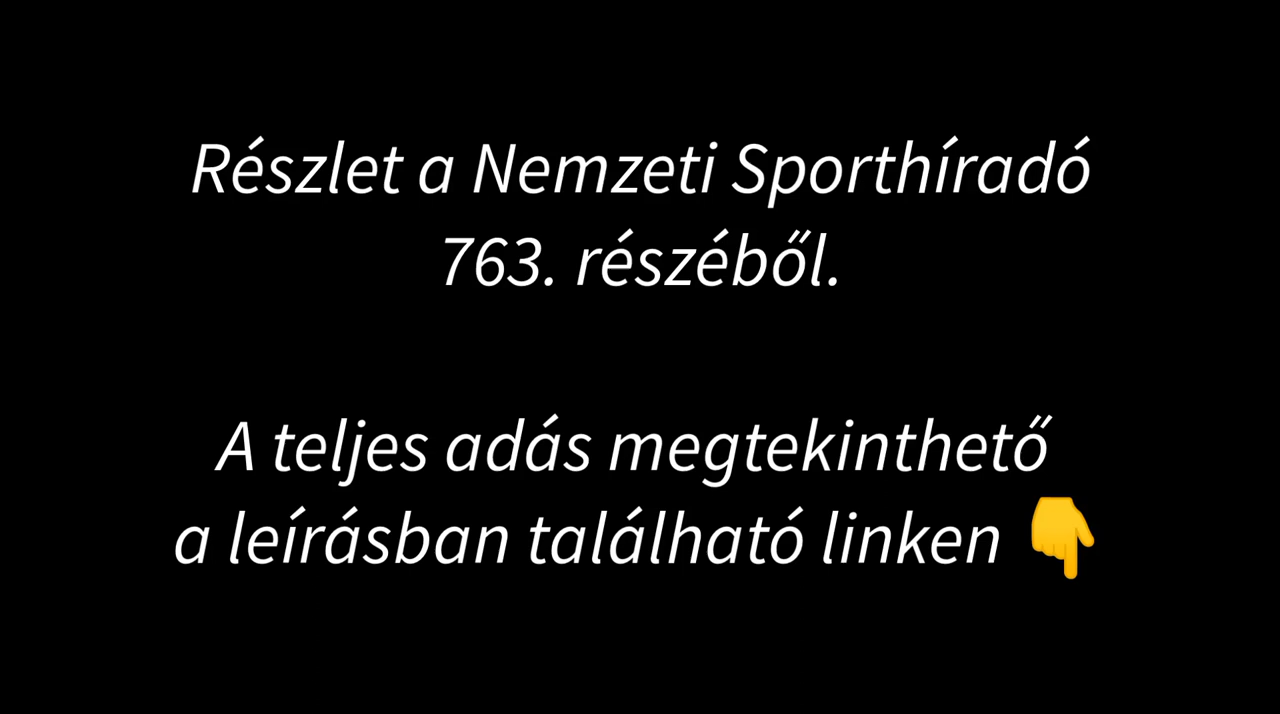 Részlet a Nemzeti Sporthíradó
763. részéből.
A teljes adás megtekinthető
a leírásban található linken 👇